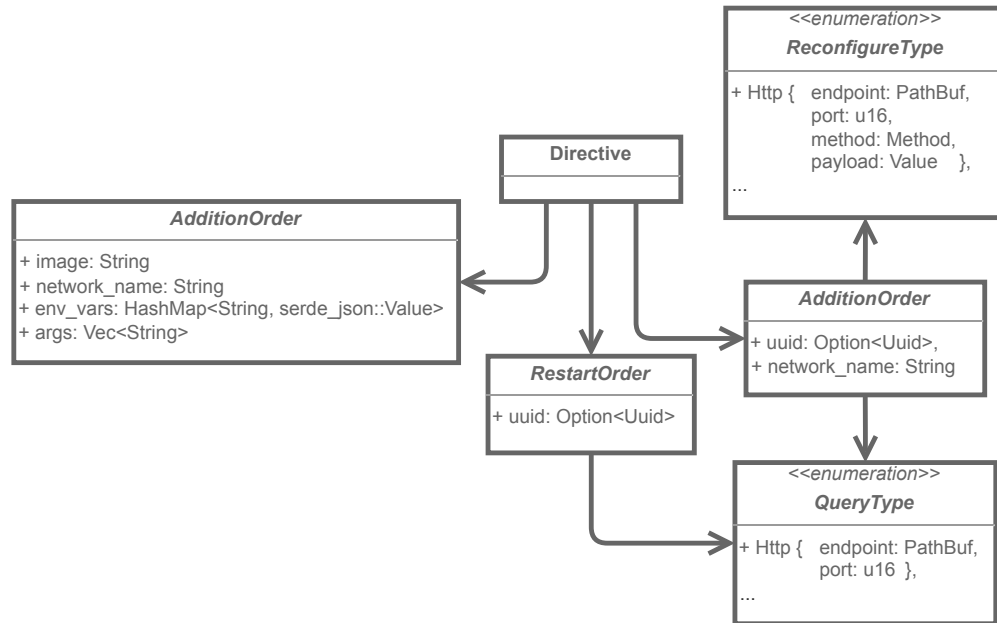 <<enumeration>>
ReconfigureType
+ Http { endpoint: PathBuf,
port: u16,
method: Method,
payload: Value },
...
Directive
AdditionOrder
+ image: String
+ network_name: String
+ env_vars: HashMap<String, serde_json::Value>
+ args: Vec<String>
AdditionOrder
+ uuid: Option<Uuid>,
+ network_name: String
RestartOrder
+ uuid: Option<Uuid>
<<enumeration>>
QueryType
+ Http { endpoint: PathBuf,
port: u16 },
...